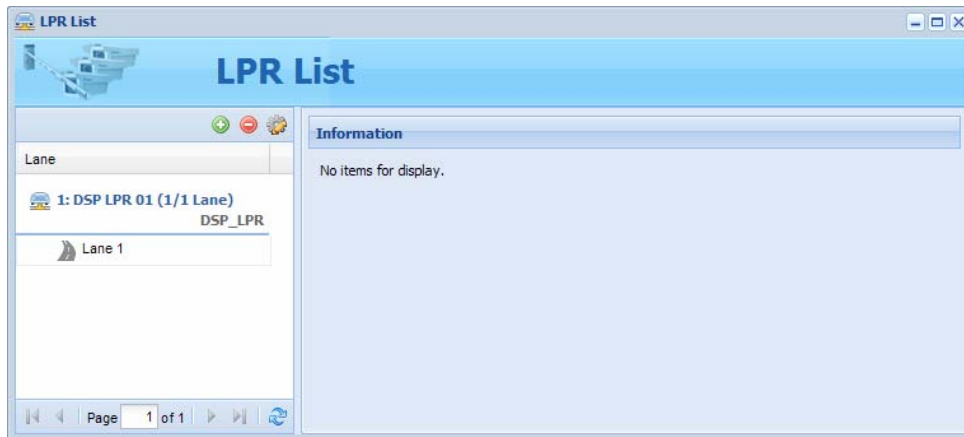 LPR List
LPR List
Lane
1: DSP LPR 01 (1/1 Lane)
DSP_LPR
Lane 1
Page 1 of 1
Information
No items for display.